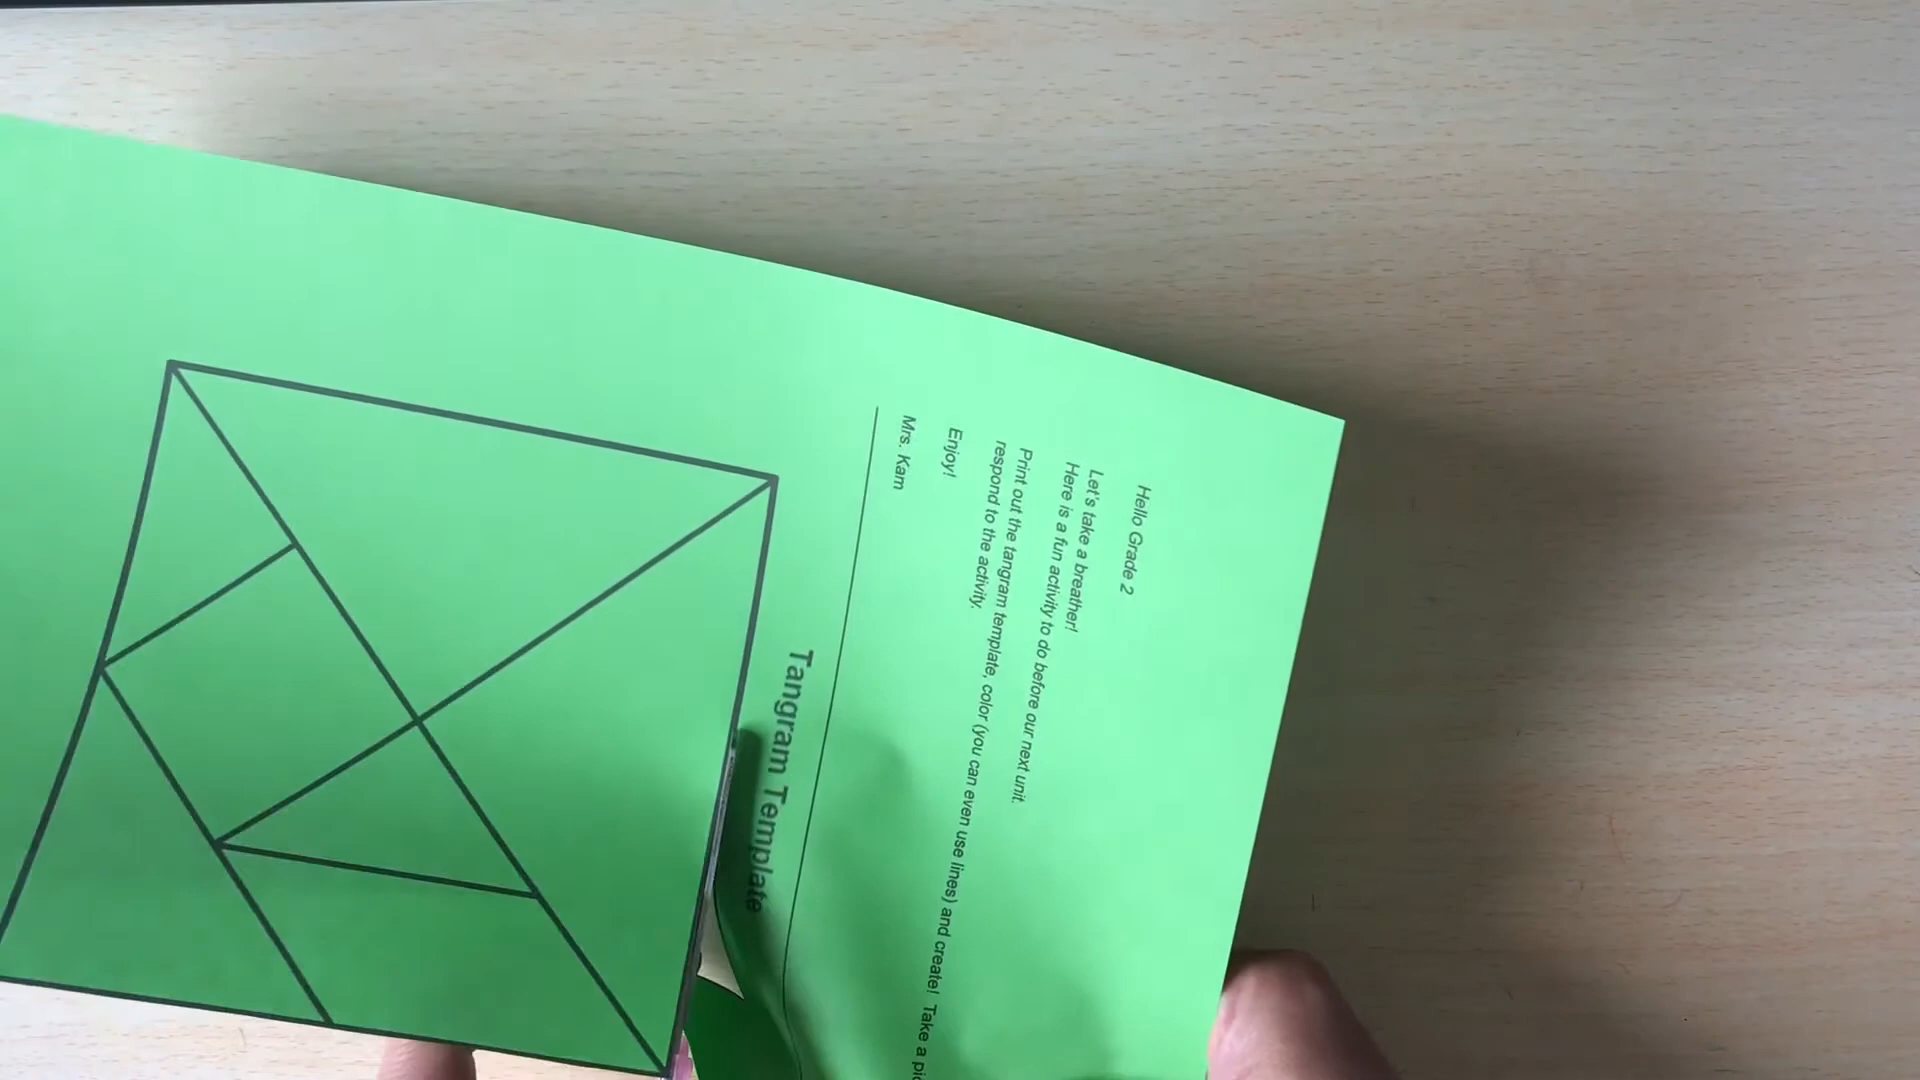 Hello Grade 2
Let's take a breather!
Here is a fun activity to do before our next unit.
Print out the tangram template, color (you can even use lines) and create! Take a
respond to the activity.
Enjoy!
Mrs. Kam
Tangram Template